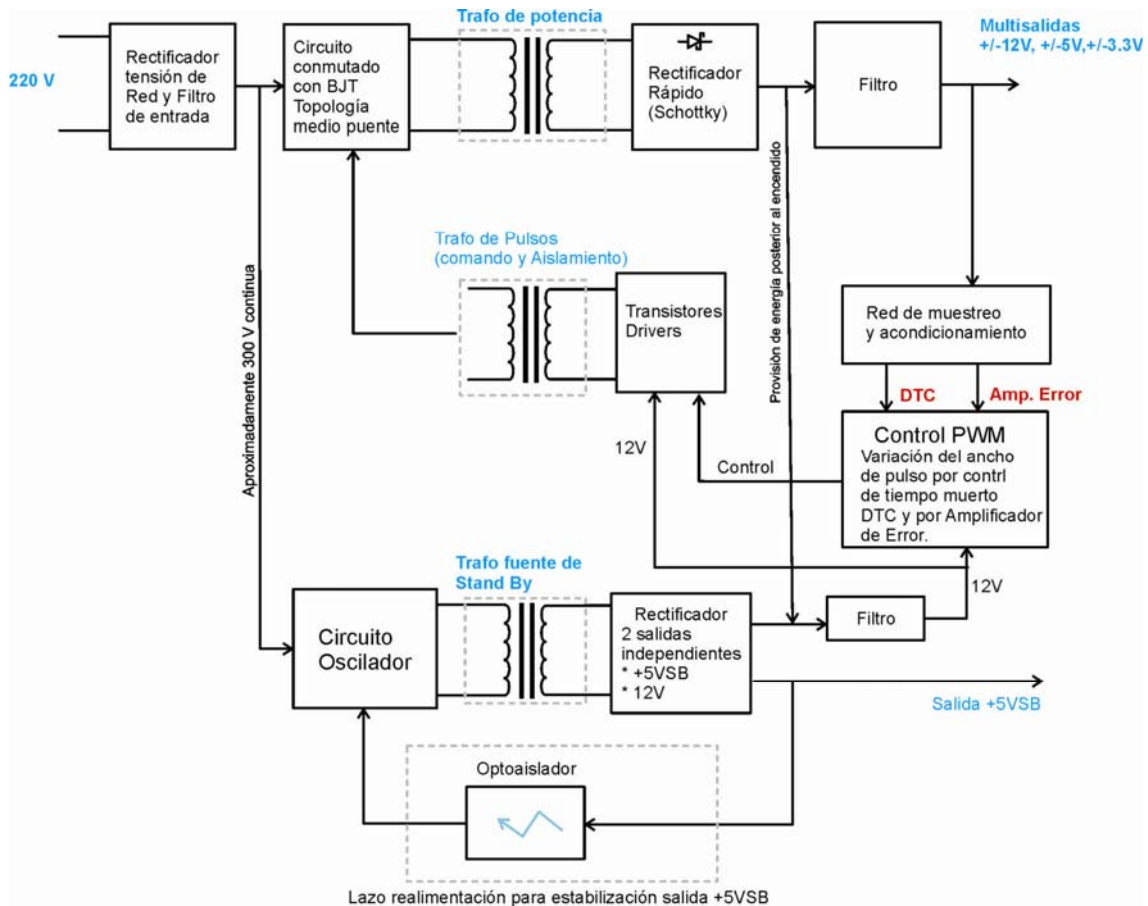 Trafo de potencia
Multisalidas
+/-12V, +/-5V,+/-3.3V
220 V
Rectificador
tensión de
Red y Filtro
de entrada
Circuito
conmutado
con BJT
Topología
medio puente
Rectificador
Rápido
(Schottky)
Filtro
Aproximadamente 300 V continua
Provisión de energía posterior al encendido
Trafo de Pulsos
(comando y Aislamiento)
Transistores
Drivers
Red de muestreo
y acondicionamiento
DTC
Amp. Error
12V
Control
Control PWM
Variación del ancho
de pulso por contrl
de tiempo muerto
DTC y por Amplificador
de Error.
Trafo fuente de
Stand By
12V
Circuito
Oscilador
Rectificador
2 salidas
independientes
* +5VSB
* 12V
Filtro
Salida +5VSB
Optoaislador
Lazo realimentación para estabilización salida +5VSB